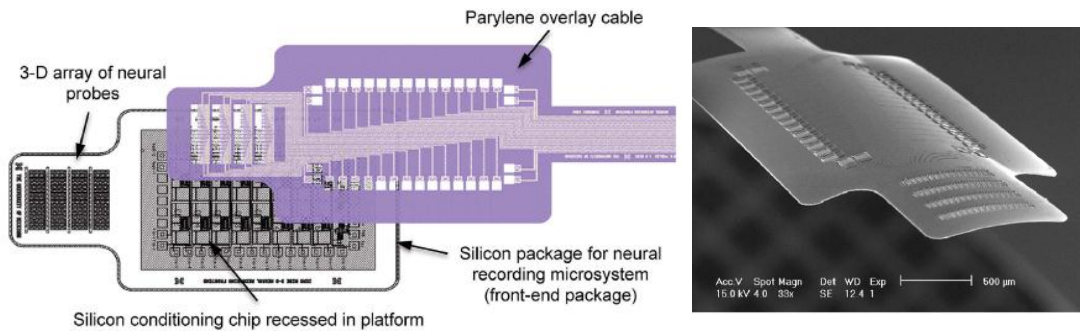 Parylene overlay cable
3-D array of neural
probes
Silicon package for neural
recording microsystem
(front-end package)
Silicon conditioning chip recessed in platform
Acc.V Spot Magn Det WD Exp
15.0 kV 4.0 33x SE 12.4 1
500 µm